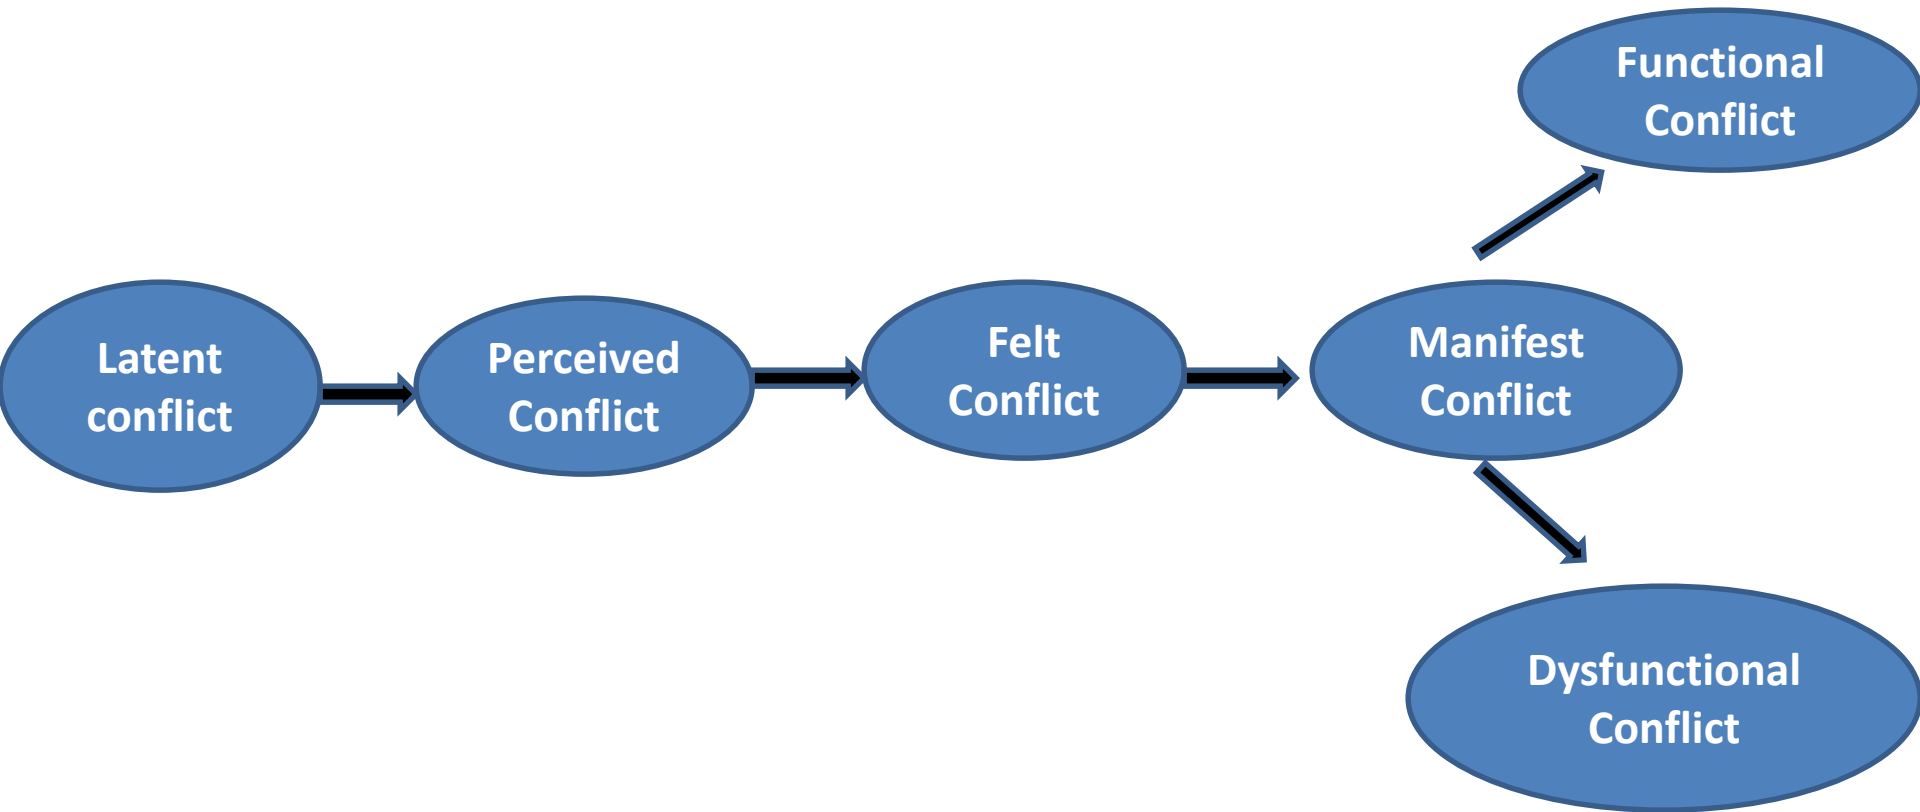 Functional
Conflict
Latent
conflict
Perceived
Conflict
Felt
Conflict
Manifest
Conflict
Dysfunctional
Conflict